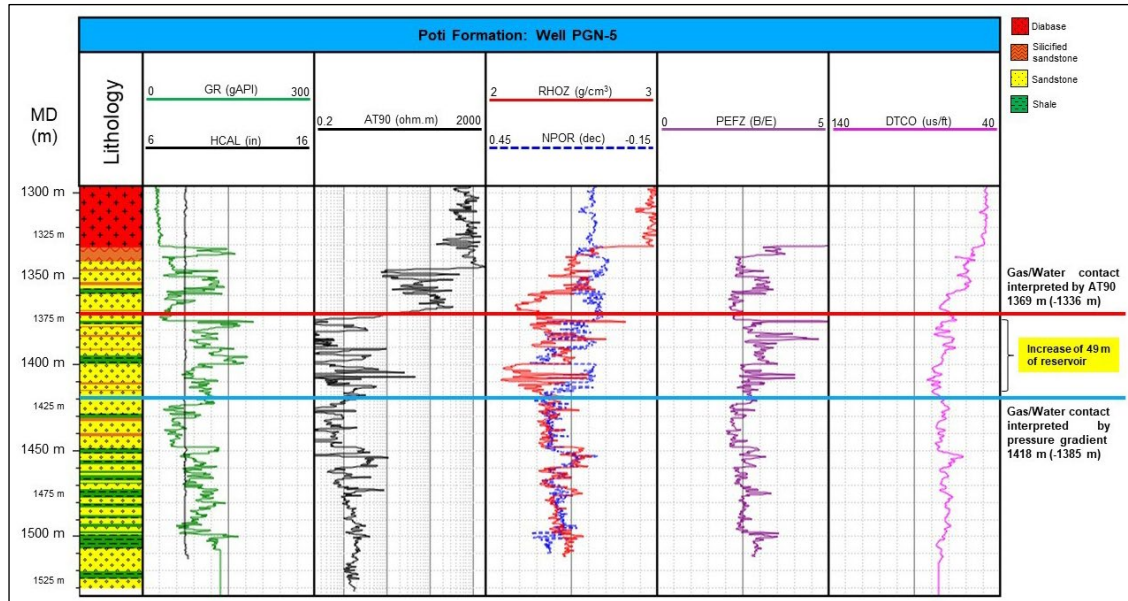 Poti Formation: Well PGN-5
Diabase
Silicified
sandstone
Sandstone
Shale
MD
(m)
Lithology
GR (gAPI)
0 300
HCAL (in)
6 16
AT90 (ohm.m)
0.2 2000
RHOZ (g/cm³)
2 3
NPOR (dec)
0.45 -0.15
PEFZ (B/E)
0 5
DTCO (us/ft)
140 40
1300 m
1325 m
1350 m
1375 m
1400 m
1425 m
1450 m
1475 m
1500 m
1525 m
Gas/Water contact
interpreted by AT90
1369 m (-1336 m)
Increase of 49 m
of reservoir
Gas/Water contact
interpreted by
pressure gradient
1418 m (-1385 m)